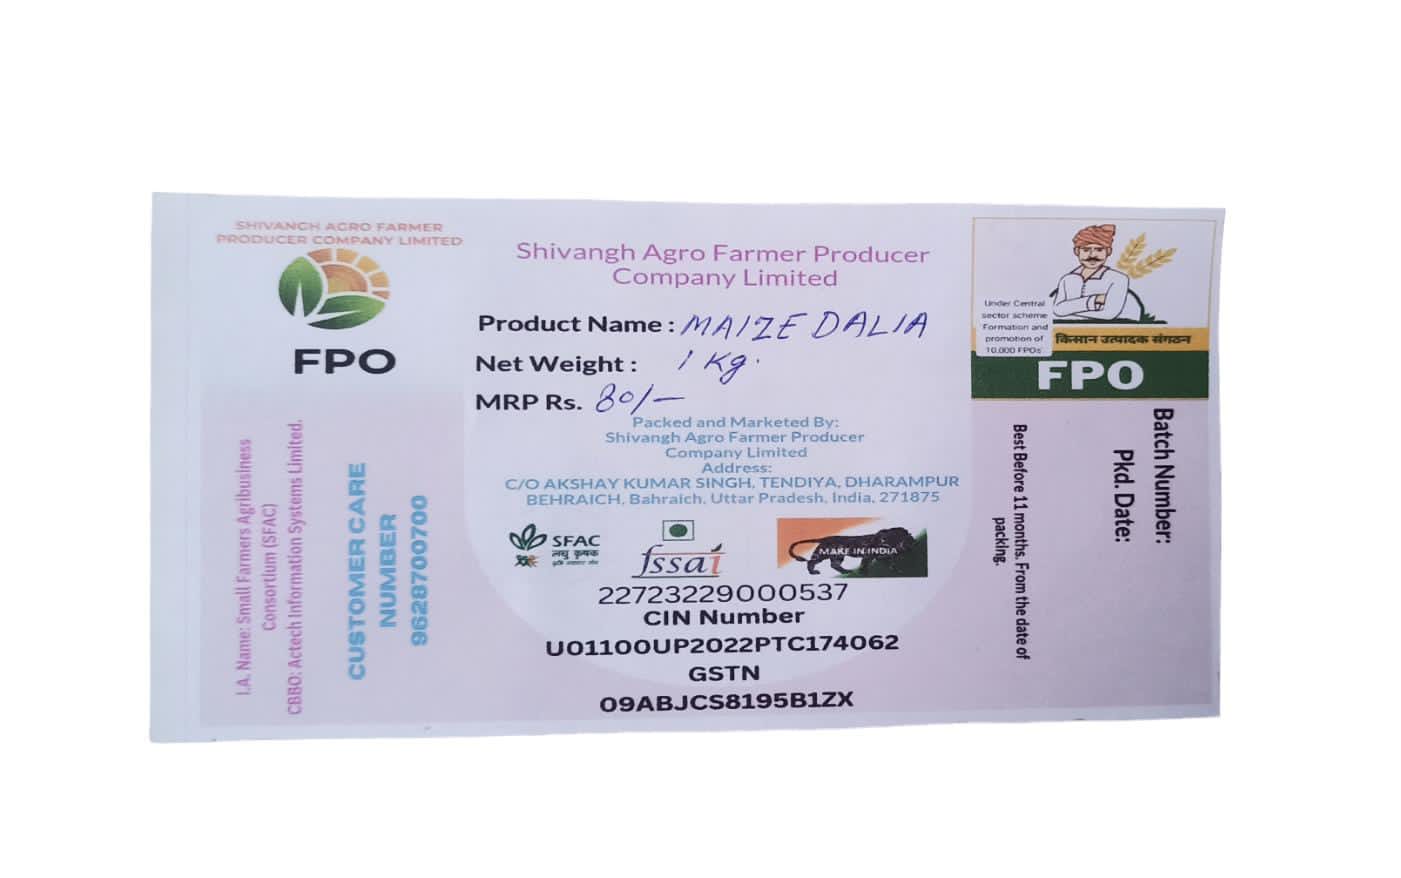 SHIVANGH AGRO FARMER
PRODUCER COMPANY LIMITED
FPO
I.A. Name: Small Farmers Agribusiness
Consortium (SFAC)
CBBO: Actech Information Systems Limited.
CUSTOMER CARE
NUMBER
9628700700
Shivangh Agro Farmer Producer
Company Limited
Product Name : MAIZE DALIA
Net Weight : 1 Kg.
MRP Rs. 80/-
Packed and Marketed By:
Shivangh Agro Farmer Producer
Company Limited
Address:
C/O AKSHAY KUMAR SINGH, TENDIYA, DHARAMPUR
BEHRAICH, Bahraich, Uttar Pradesh, India, 271875
SFAC
लघु कृषक
fssai
MAKE IN INDIA
22723229000537
CIN Number
U01100UP2022PTC174062
GSTN
09ABJCS8195B1ZX
Under Central
sector scheme
Formation and
promotion of
10,000 FPOs'
किसान उत्पादक संगठन
FPO
Batch Number:
Pkd. Date:
Best Before 11 months. From the date of
packing.